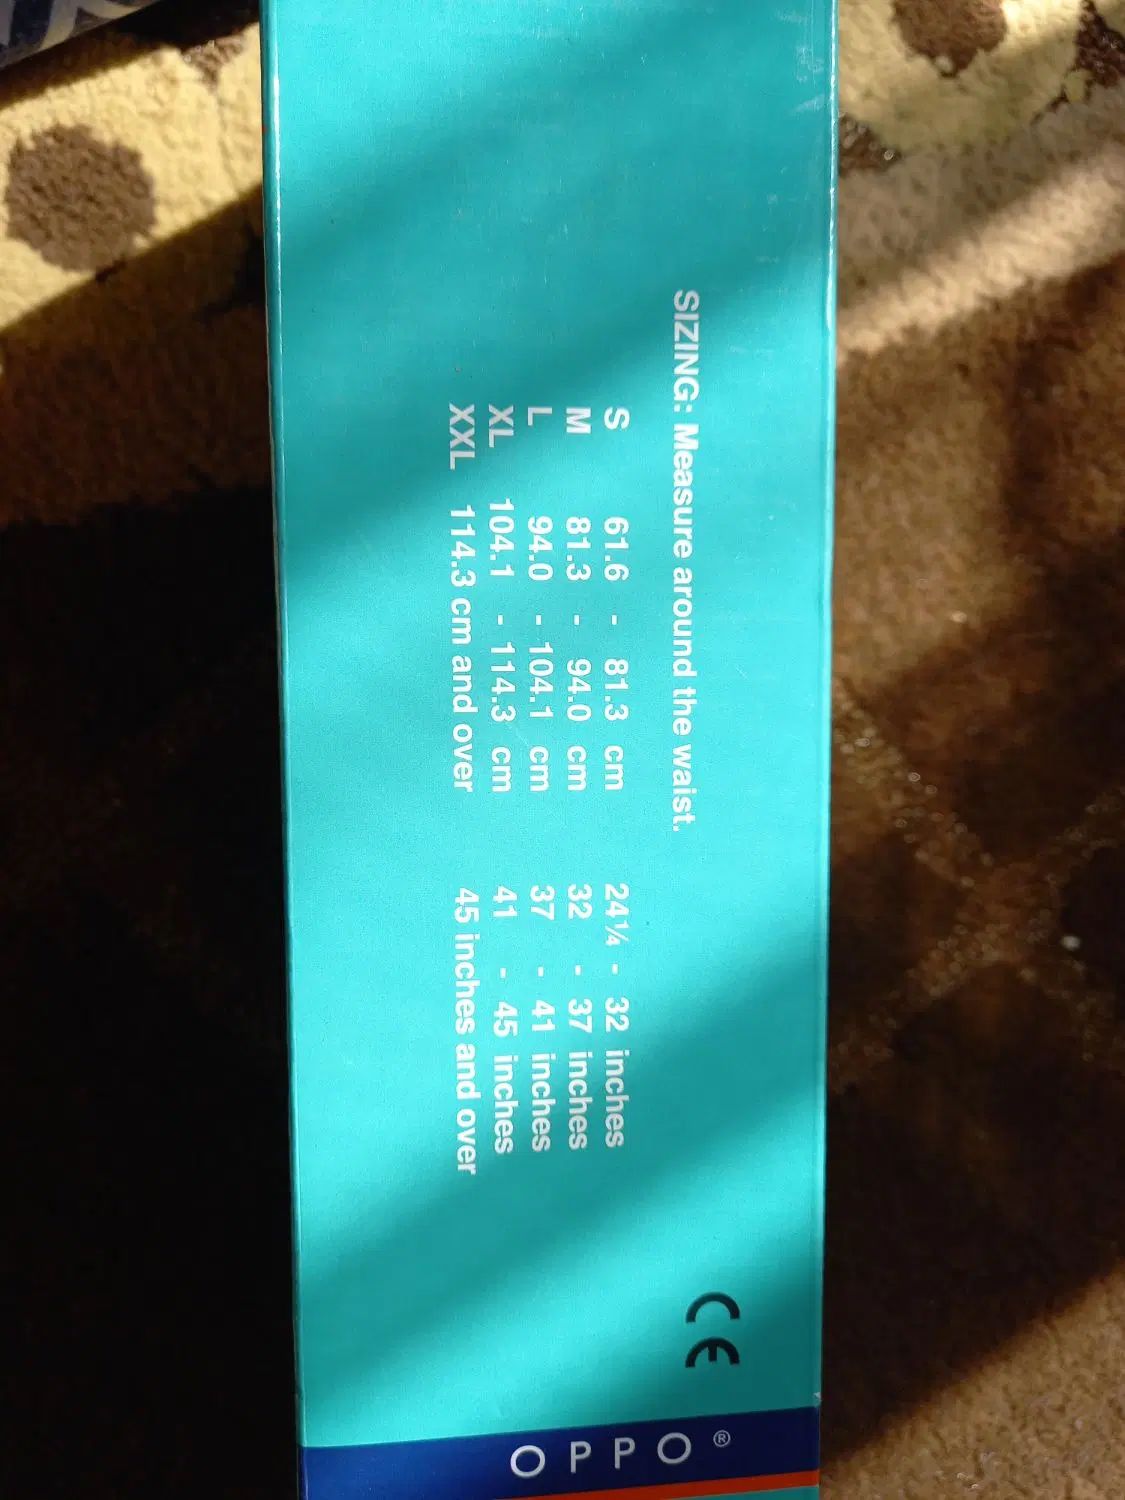 SIZING: Measure around the waist.
S 61.6 - 81.3 cm 24¼ - 32 inches
M 81.3 - 94.0 cm 32 - 37 inches
L 94.0 - 104.1 cm 37 - 41 inches
XL 104.1 - 114.3 cm 41 - 45 inches
XXL 114.3 cm and over 45 inches and over
CE
OPPO®